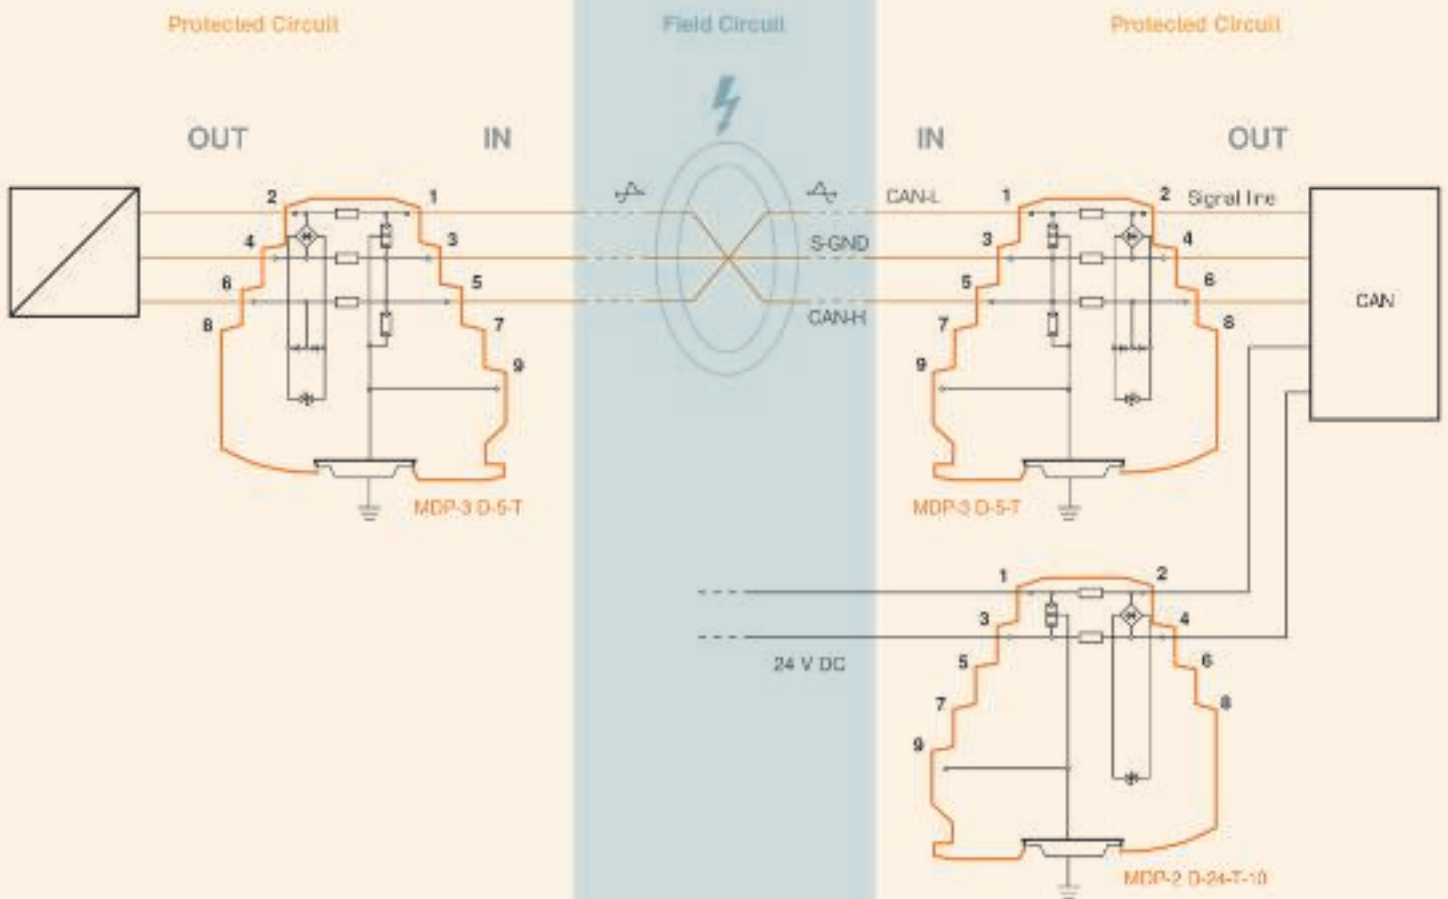 Protected Circuit
Field Circuit
Protected Circuit
OUT
IN
IN
OUT
2
1
CAN-L
1
2
Signal line
4
3
S-GND
3
4
6
5
5
6
CAN
8
7
CAN-H
7
8
9
9
MDP-3 D-5-T
MDP-3 D-5-T
1
2
3
4
24 V DC
5
6
7
8
9
MDP-2 D-24-T-10